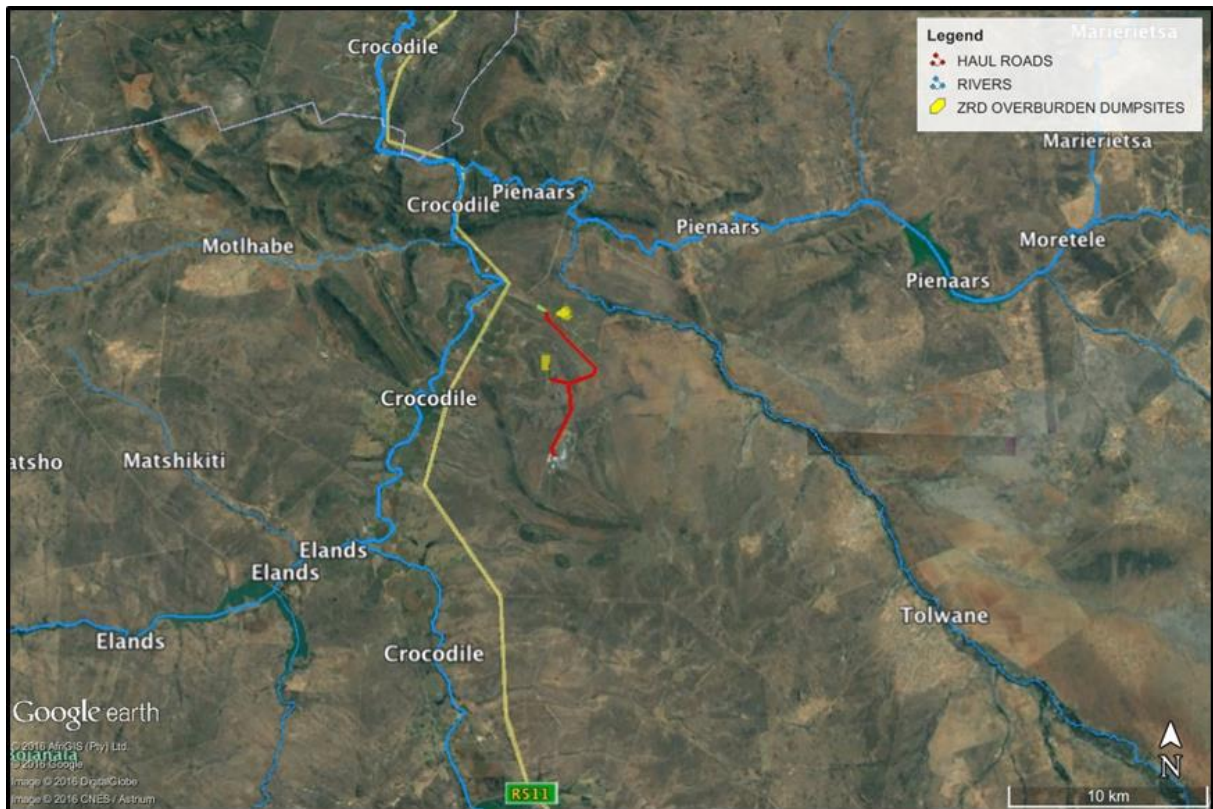 Legend
HAUL ROADS
RIVERS
ZRD OVERBURDEN DUMPSITES
Marierietsa
Crocodile
Marierietsa
Pienaars
Crocodile
Pienaars
Motlhabe
Moretele
Pienaars
Crocodile
atsho
Matshikiti
Elands
Elands
Tolwane
Elands
Crocodile
Google earth
© 2016 AfriGIS (Pty) Ltd.
Image © 2016 Google
Image © 2016 DigitalGlobe
Image © 2016 CNES / Astrium
R511
N
10 km